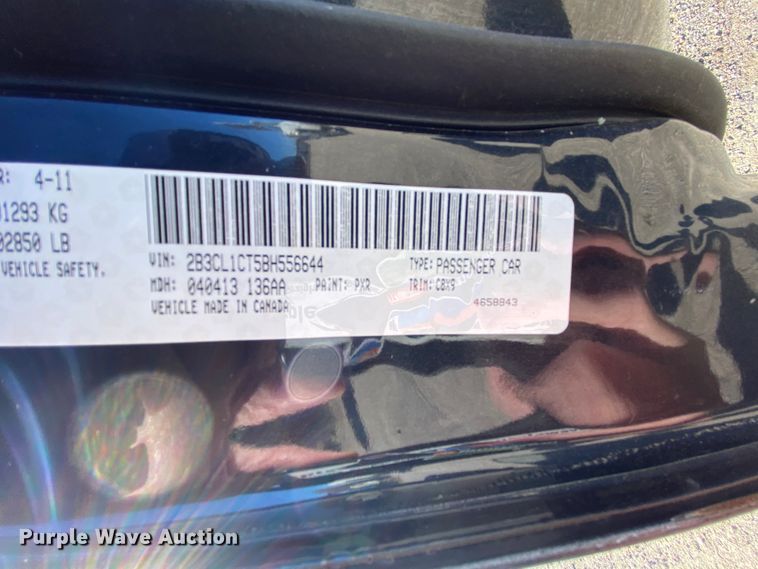 R: 4-11
01293 KG
02850 LB
VEHICLE SAFETY.
VIN: 2B3CL1CT5BH556644 TYPE: PASSENGER CAR
MDH: 040413 136AA PAINT: PXR TRIM: C8X9
VEHICLE MADE IN CANADA 4658843
Purple Wave Auction